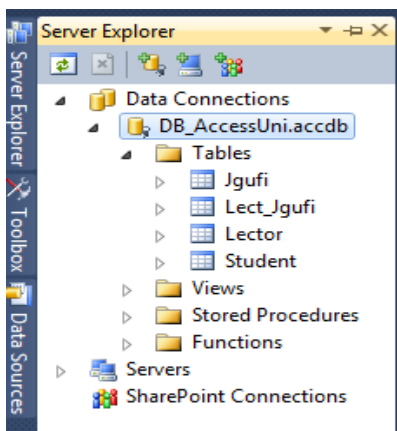 Server Explorer
Data Connections
DB_AccessUni.accdb
Tables
Jgufi
Lect_Jgufi
Lector
Student
Views
Stored Procedures
Functions
Servers
SharePoint Connections
Server Explorer
Toolbox
Data Sources